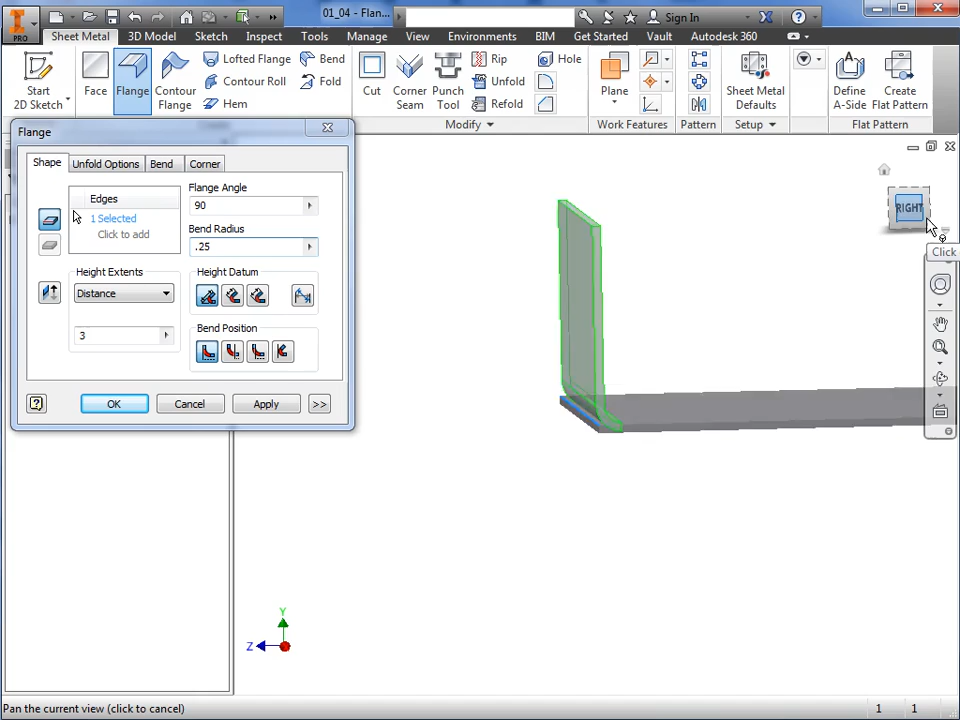 01_04 - Flan...
Sign In
PRO
Sheet Metal
3D Model
Sketch
Inspect
Tools
Manage
View
Environments
BIM
Get Started
Vault
Autodesk 360
Start
2D Sketch
Face
Flange
Contour
Flange
Lofted Flange
Contour Roll
Hem
Bend
Fold
Cut
Corner
Seam
Punch
Tool
Rip
Unfold
Refold
Hole
Plane
Sheet Metal
Defaults
Define
A-Side
Create
Flat Pattern
Modify
Work Features
Pattern
Setup
Flat Pattern
Flange
Shape
Unfold Options
Bend
Corner
Edges
1 Selected
Click to add
Flange Angle
90
Bend Radius
.25
Height Extents
Distance
3
Height Datum
Bend Position
OK
Cancel
Apply
>>
RIGHT
Click
Y
Z
Pan the current view (click to cancel)
1
1